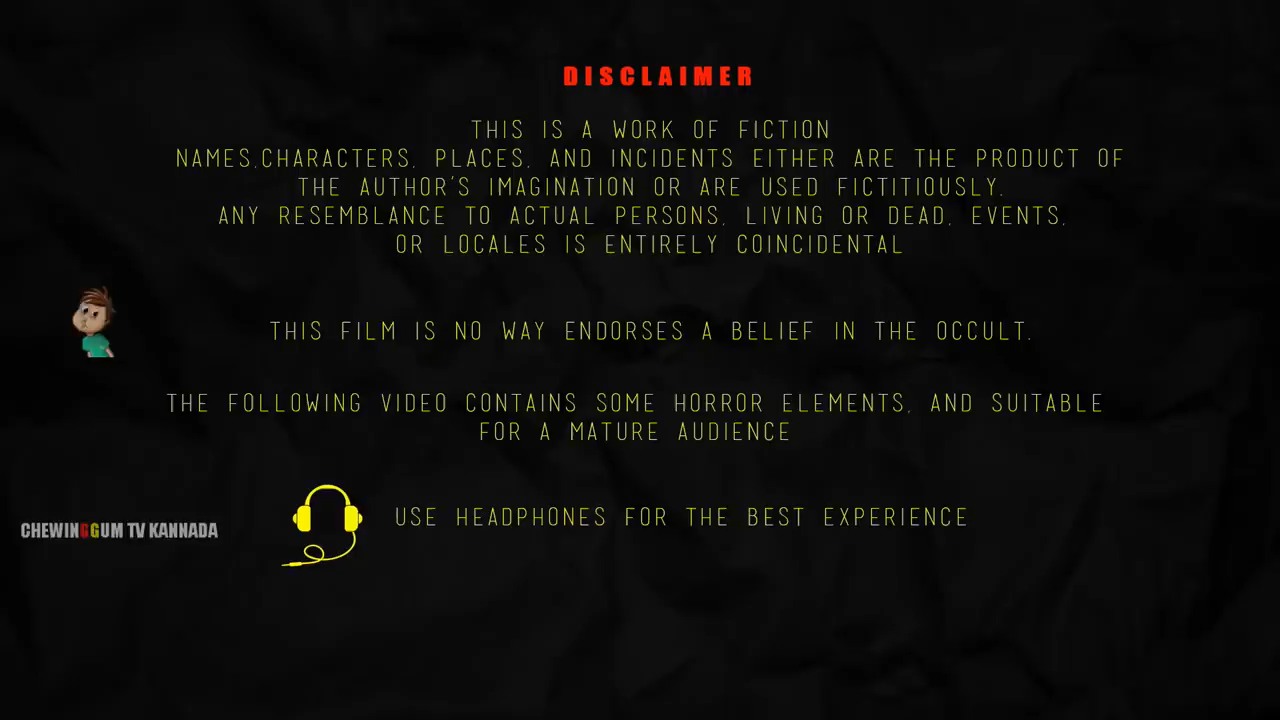 DISCLAIMER
THIS IS A WORK OF FICTION
NAMES,CHARACTERS, PLACES, AND INCIDENTS EITHER ARE THE PRODUCT OF
THE AUTHOR'S IMAGINATION OR ARE USED FICTITIOUSLY.
ANY RESEMBLANCE TO ACTUAL PERSONS, LIVING OR DEAD, EVENTS,
OR LOCALES IS ENTIRELY COINCIDENTAL
THIS FILM IS NO WAY ENDORSES A BELIEF IN THE OCCULT.
THE FOLLOWING VIDEO CONTAINS SOME HORROR ELEMENTS, AND SUITABLE
FOR A MATURE AUDIENCE
USE HEADPHONES FOR THE BEST EXPERIENCE
CHEWINGGUM TV KANNADA